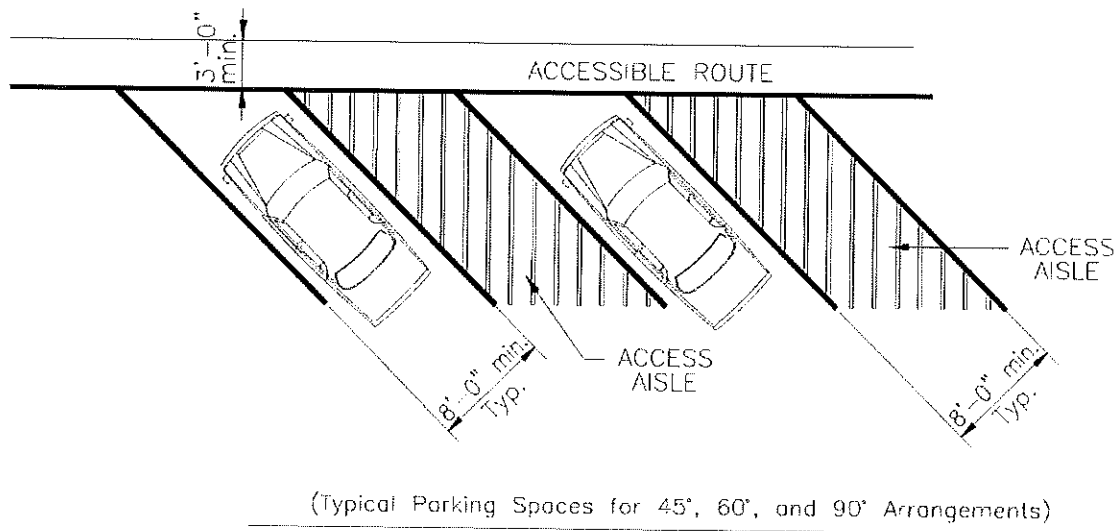 3'-0"
min.
ACCESSIBLE ROUTE
ACCESS
AISLE
ACCESS
AISLE
8'-0" min.
Typ.
8'-0" min.
Typ.
(Typical Parking Spaces for 45°, 60°, and 90° Arrangements)